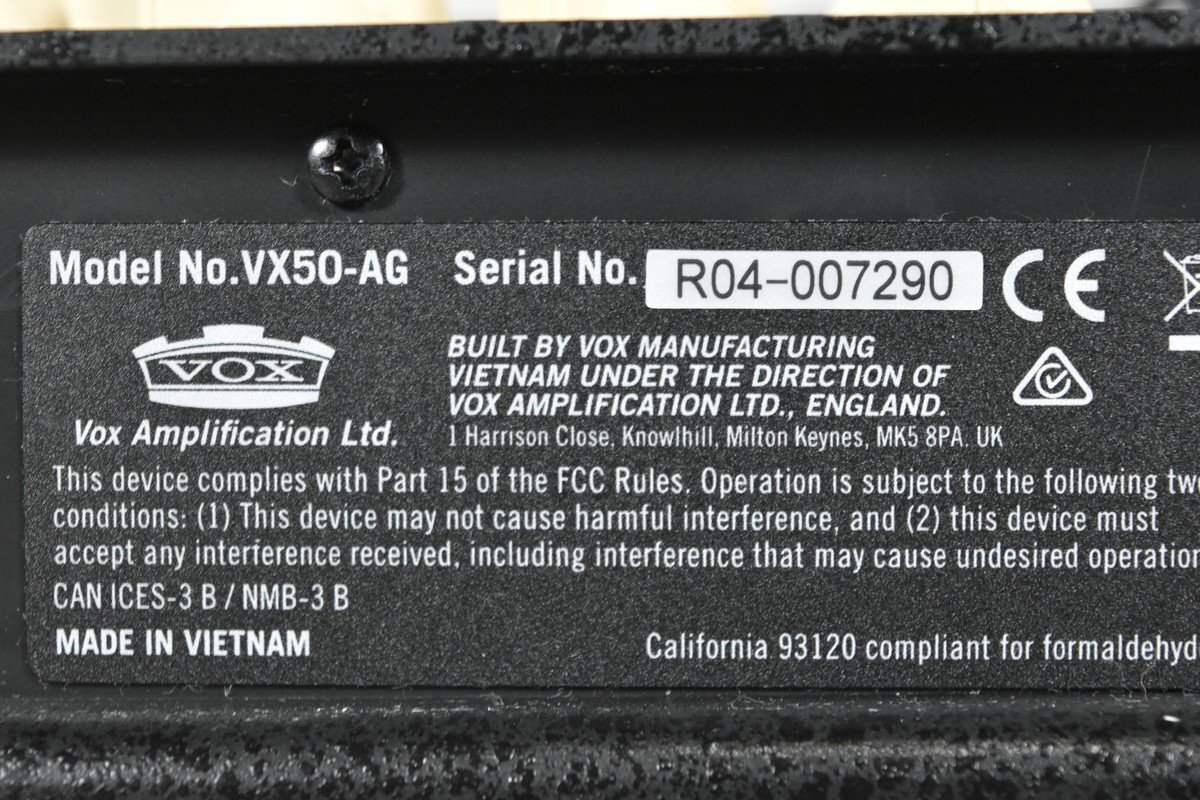 Model No.VX50-AG Serial No. R04-007290 CE
VOX
Vox Amplification Ltd.
BUILT BY VOX MANUFACTURING
VIETNAM UNDER THE DIRECTION OF
VOX AMPLIFICATION LTD., ENGLAND.
1 Harrison Close, Knowlhill, Milton Keynes, MK5 8PA. UK
This device complies with Part 15 of the FCC Rules. Operation is subject to the following two
conditions: (1) This device may not cause harmful interference, and (2) this device must
accept any interference received, including interference that may cause undesired operation
CAN ICES-3 B / NMB-3 B
MADE IN VIETNAM
California 93120 compliant for formaldehyd